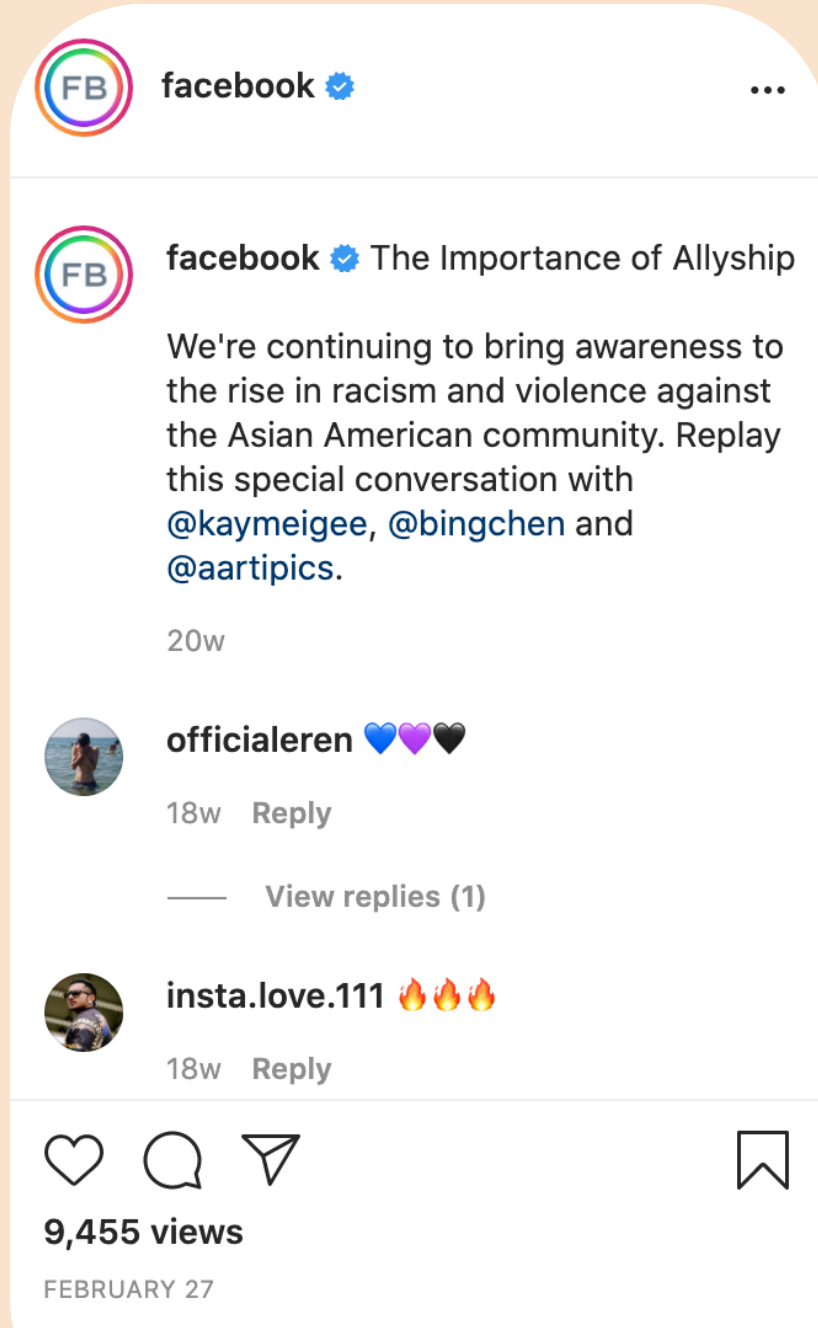 FB facebook
FB facebook The Importance of Allyship
We're continuing to bring awareness to
the rise in racism and violence against
the Asian American community. Replay
this special conversation with
@kaymeigee, @bingchen and
@aartipics.
20w
officialeren 💙💜🖤
18w Reply
View replies (1)
insta.love.111 🔥🔥🔥
18w Reply
9,455 views
FEBRUARY 27